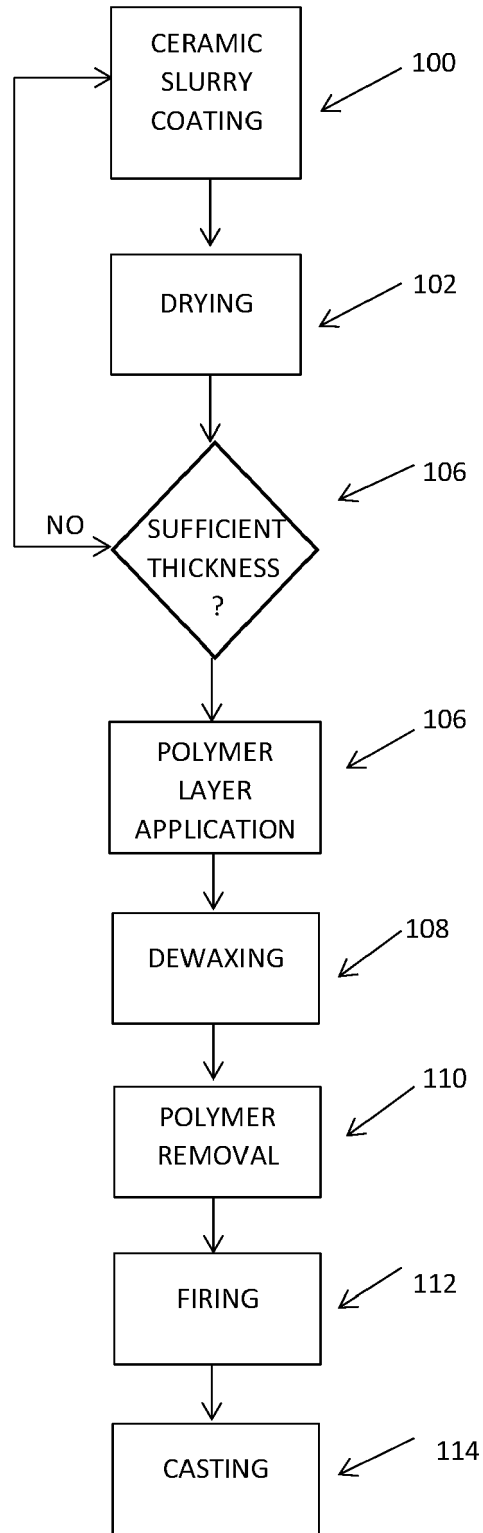 CERAMIC
SLURRY
COATING
100
DRYING
102
106
NO
SUFFICIENT
THICKNESS
?
POLYMER
LAYER
APPLICATION
106
DEWAXING
108
POLYMER
REMOVAL
110
FIRING
112
CASTING
114